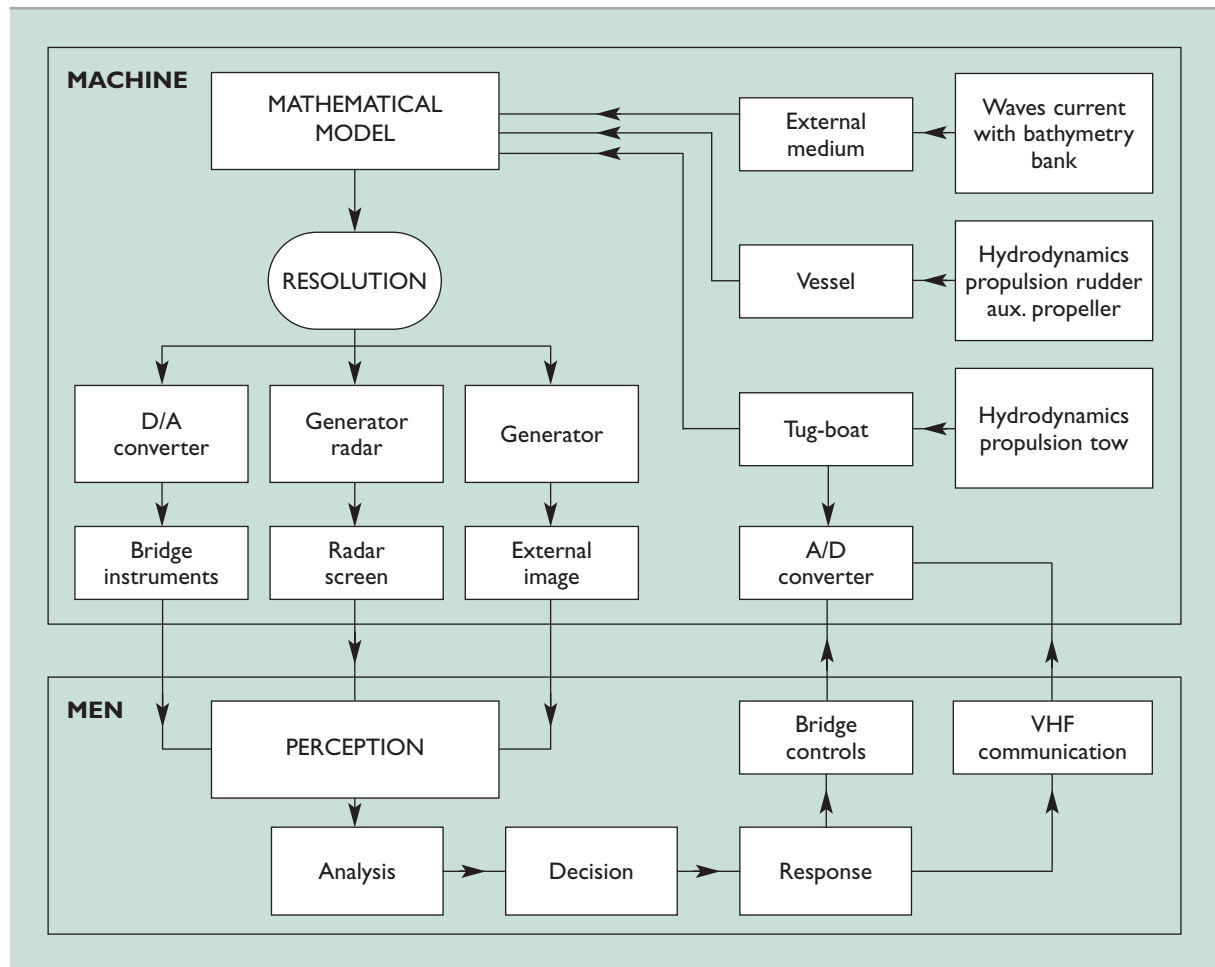 MACHINE
MATHEMATICAL
MODEL
External
medium
Waves current
with bathymetry
bank
RESOLUTION
Vessel
Hydrodynamics
propulsion rudder
aux. propeller
D/A
converter
Generator
radar
Generator
Tug-boat
Hydrodynamics
propulsion tow
Bridge
instruments
Radar
screen
External
image
A/D
converter
MEN
PERCEPTION
Bridge
controls
VHF
communication
Analysis
Decision
Response